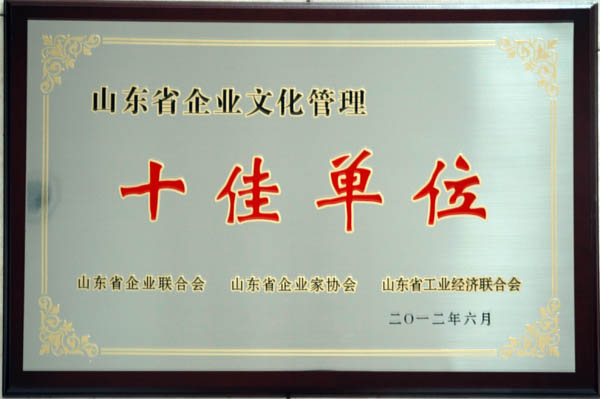 山东省企业文化管理
十佳单位
山东省企业联合会 山东省企业家协会 山东省工业经济联合会
二〇一二年六月